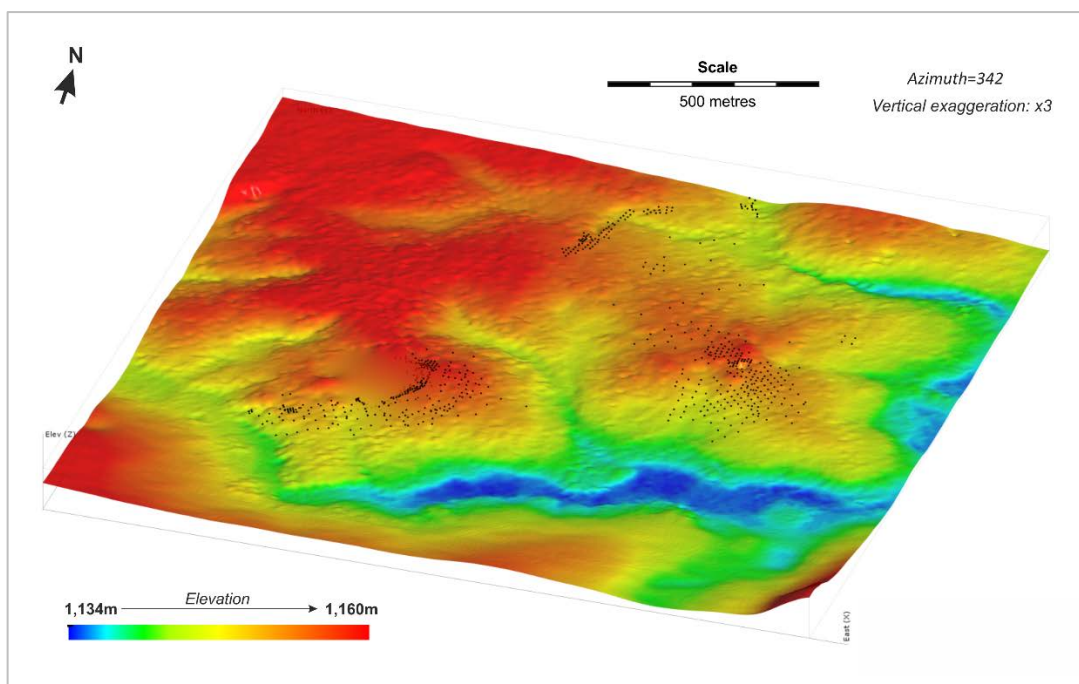 N
Scale
500 metres
Azimuth=342
Vertical exaggeration: x3
Elev (Z)
Elevation
1,134m
1,160m
East (X)